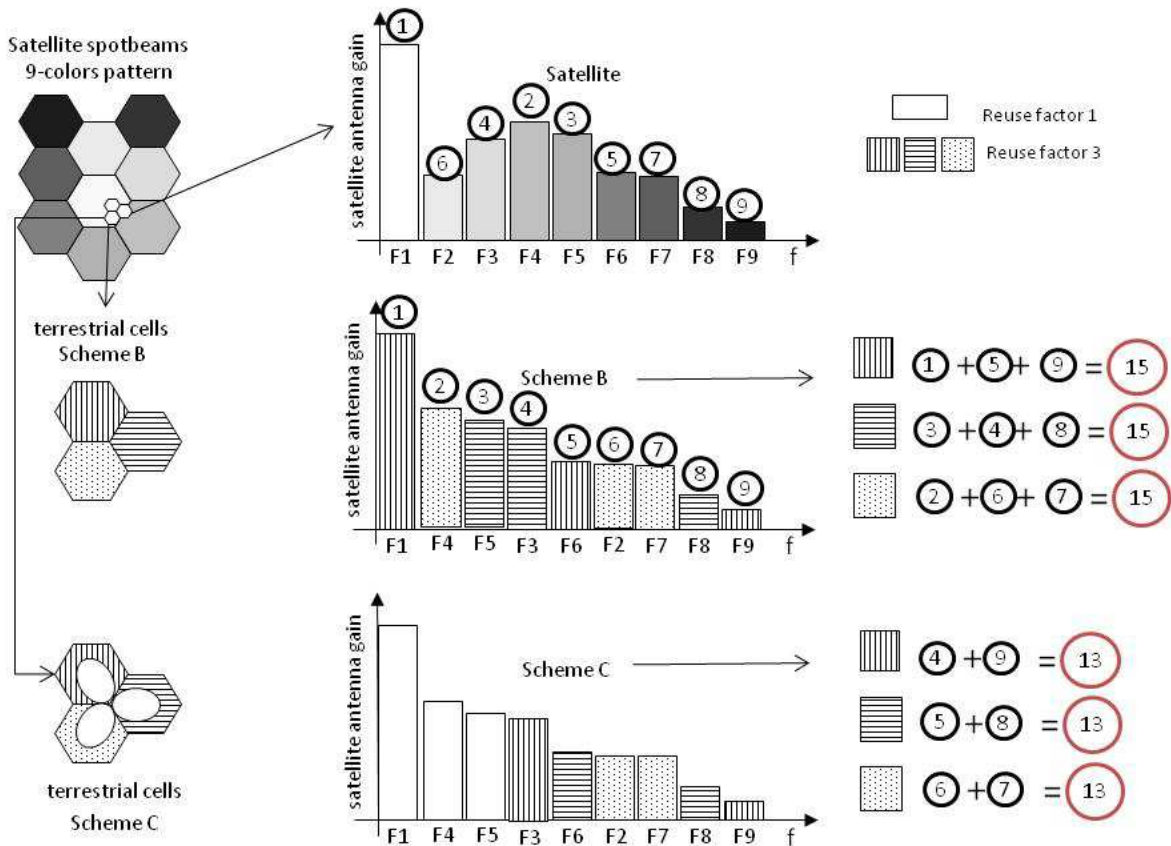 Satellite spotbeams
9-colors pattern
satellite antenna gain
Satellite
1
6
4
2
3
5
7
8
9
F1 F2 F3 F4 F5 F6 F7 F8 F9 f
Reuse factor 1
Reuse factor 3
terrestrial cells
Scheme B
satellite antenna gain
Scheme B
1
2
3
4
5
6
7
8
9
F1 F4 F5 F3 F6 F2 F7 F8 F9 f
1 + 5 + 9 = 15
3 + 4 + 8 = 15
2 + 6 + 7 = 15
terrestrial cells
Scheme C
satellite antenna gain
Scheme C
F1 F4 F5 F3 F6 F2 F7 F8 F9 f
4 + 9 = 13
5 + 8 = 13
6 + 7 = 13